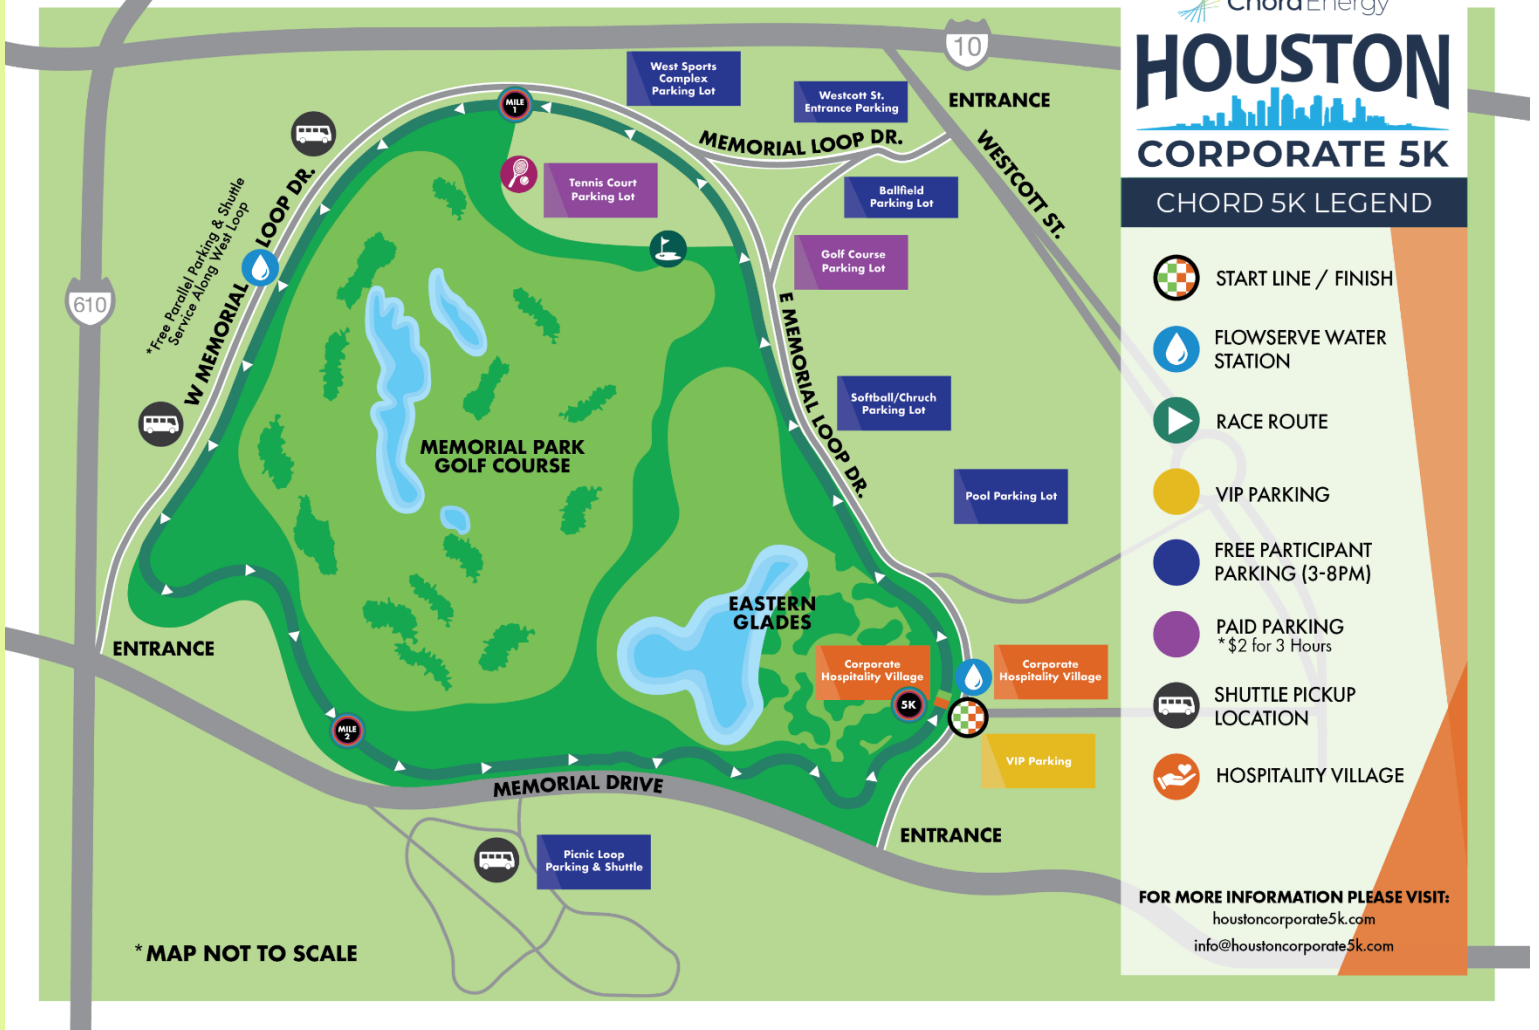 Chord Energy
HOUSTON
CORPORATE 5K
CHORD 5K LEGEND
START LINE / FINISH
FLOWSERVE WATER
STATION
RACE ROUTE
VIP PARKING
FREE PARTICIPANT
PARKING (3-8PM)
PAID PARKING
*$2 for 3 Hours
SHUTTLE PICKUP
LOCATION
HOSPITALITY VILLAGE
FOR MORE INFORMATION PLEASE VISIT:
houstoncorporate5k.com
info@houstoncorporate5k.com
10
West Sports
Complex
Parking Lot
Westcott St.
Entrance Parking
ENTRANCE
MILE
1
MEMORIAL LOOP DR.
WESTCOTT ST.
Tennis Court
Parking Lot
Ballfield
Parking Lot
Golf Course
Parking Lot
*Free Parallel Parking & Shuttle
Service Along West Loop
W MEMORIAL LOOP DR.
610
E MEMORIAL LOOP DR.
Softball/Chruch
Parking Lot
MEMORIAL PARK
GOLF COURSE
Pool Parking Lot
EASTERN
GLADES
ENTRANCE
Corporate
Hospitality Village
Corporate
Hospitality Village
5K
MILE
2
VIP Parking
MEMORIAL DRIVE
ENTRANCE
Picnic Loop
Parking & Shuttle
*MAP NOT TO SCALE